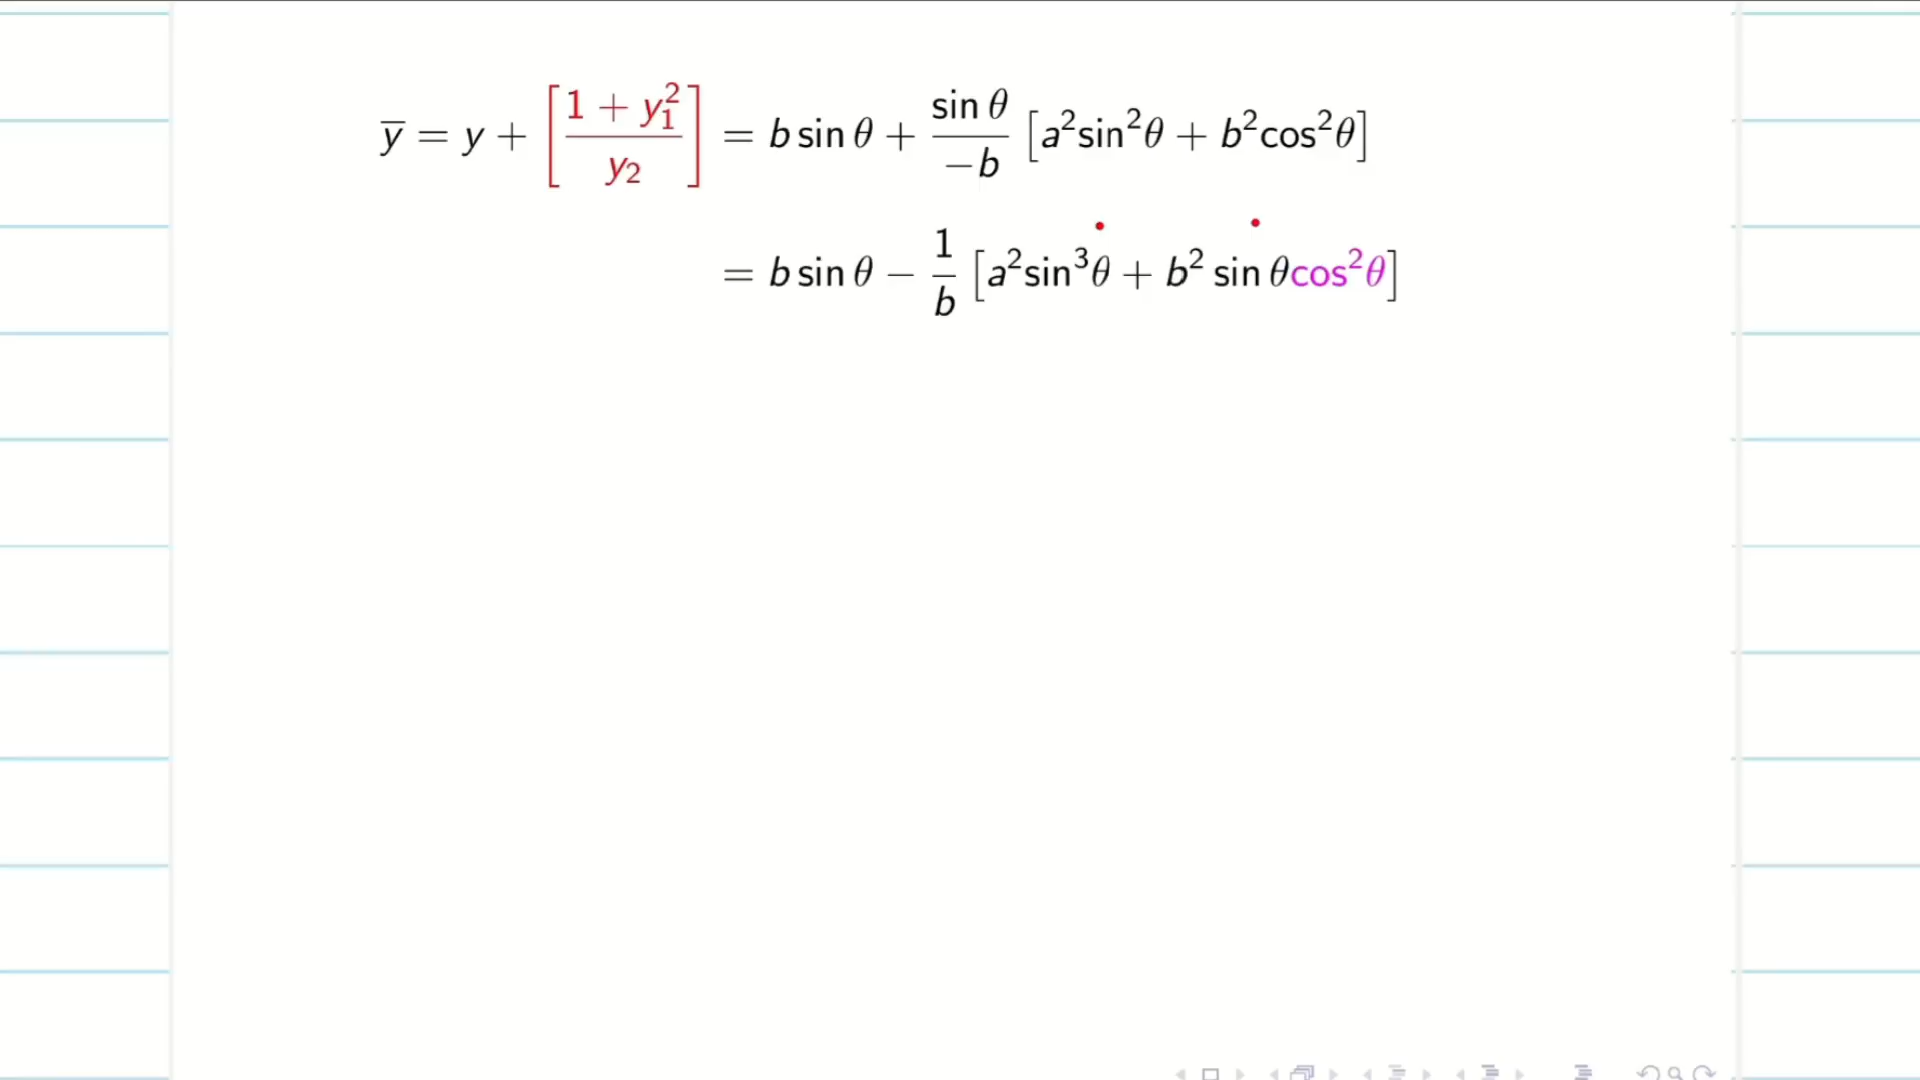 y̅ = y + [(1 + y₁²)/y₂] = b sin θ + (sin θ)/(−b) [a²sin²θ + b²cos²θ]
= b sin θ − 1/b [a²sin³θ + b² sin θcos²θ]